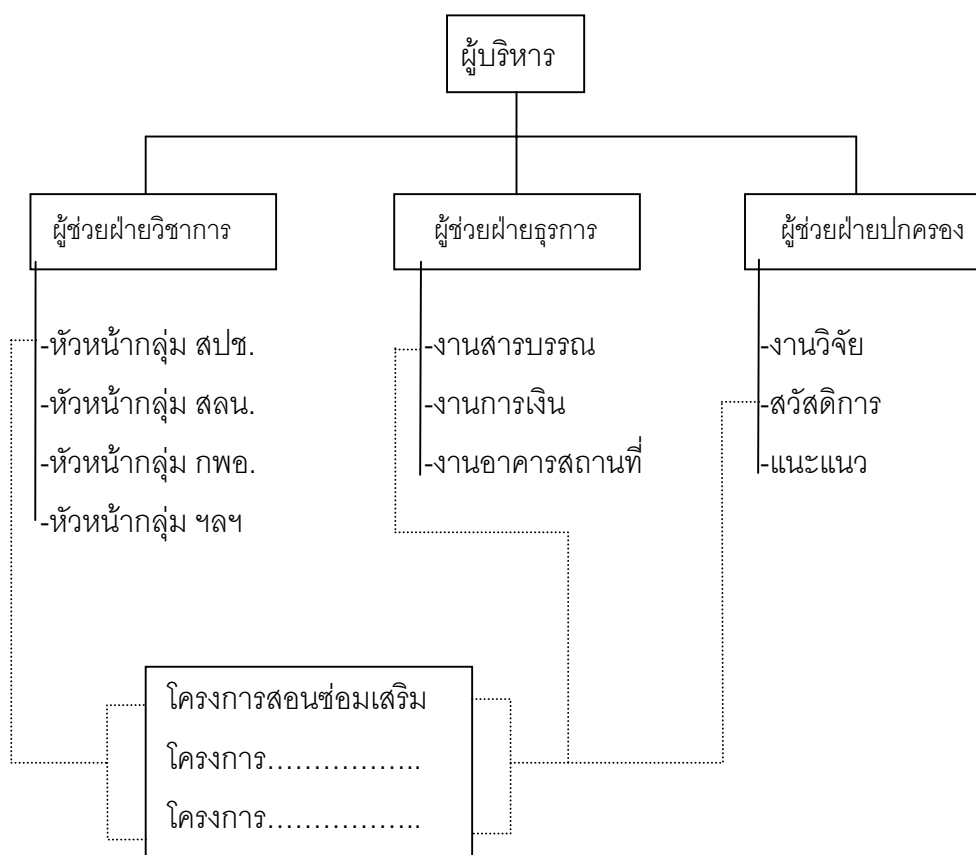 ผู้บริหาร
ผู้ช่วยฝ่ายวิชาการ
ผู้ช่วยฝ่ายธุรการ
ผู้ช่วยฝ่ายปกครอง
-หัวหน้ากลุ่ม สปช.
-หัวหน้ากลุ่ม สลน.
-หัวหน้ากลุ่ม กพอ.
-หัวหน้ากลุ่ม ฯลฯ
-งานสารบรรณ
-งานการเงิน
-งานอาคารสถานที่
-งานวิจัย
-สวัสดิการ
-แนะแนว
โครงการสอนซ่อมเสริม
โครงการ……………..
โครงการ……………..